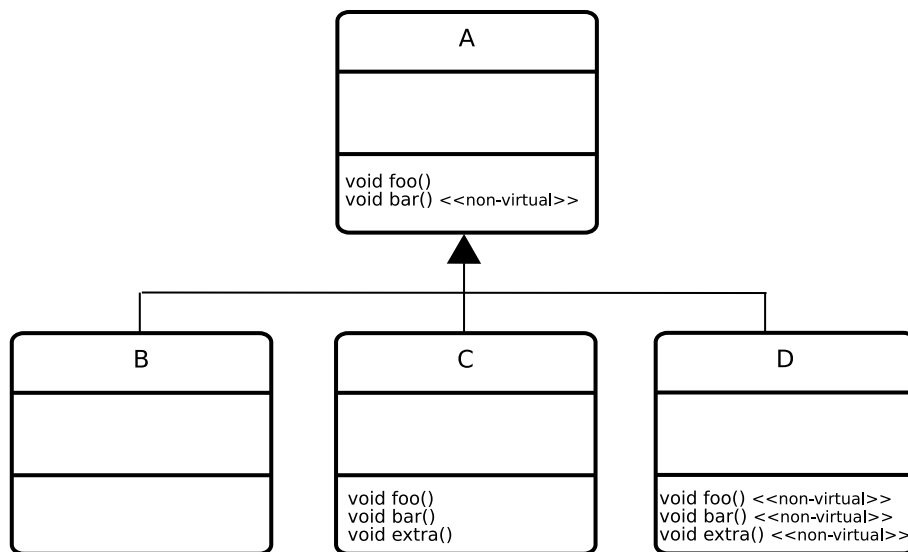 A
void foo()
void bar() <<non-virtual>>
B
C
D
void foo()
void bar()
void extra()
void foo() <<non-virtual>>
void bar() <<non-virtual>>
void extra() <<non-virtual>>